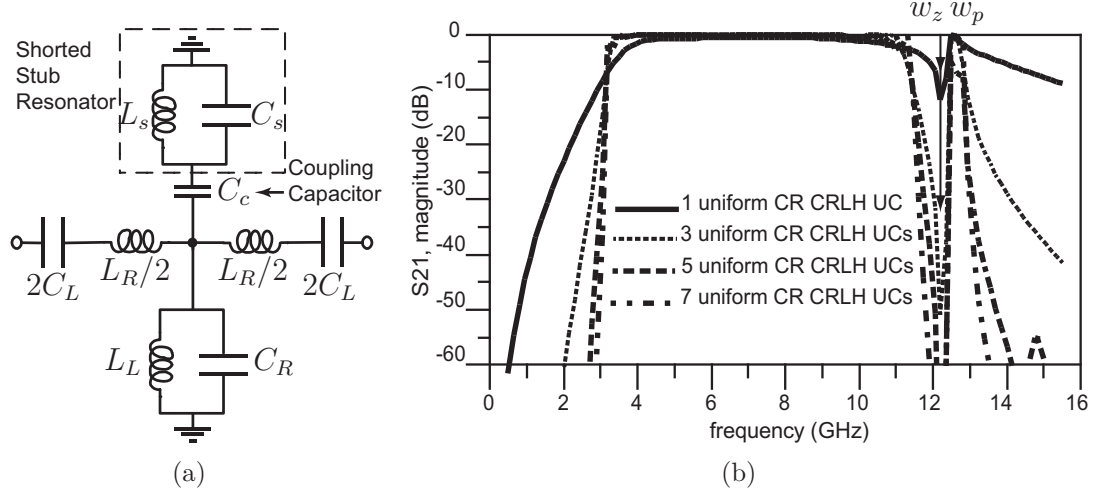 Shorted
Stub
Resonator
L_s
C_s
C_c
Coupling
Capacitor
2C_L
L_R/2
L_R/2
2C_L
L_L
C_R
(a)
w_z w_p
S21, magnitude (dB)
0
-10
-20
-30
-40
-50
-60
1 uniform CR CRLH UC
3 uniform CR CRLH UCs
5 uniform CR CRLH UCs
7 uniform CR CRLH UCs
0 2 4 6 8 10 12 14 16
frequency (GHz)
(b)